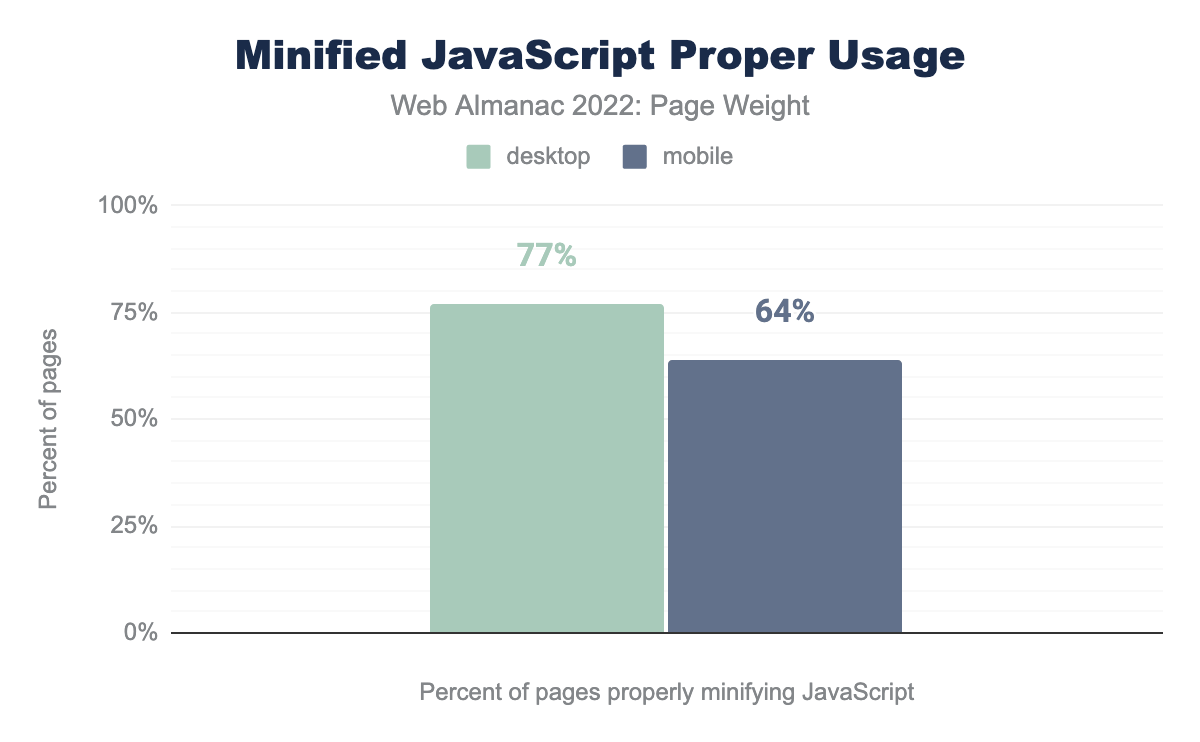 Minified JavaScript Proper Usage
Web Almanac 2022: Page Weight
desktop mobile
100%
77%
75%
64%
50%
25%
0%
Percent of pages
Percent of pages properly minifying JavaScript